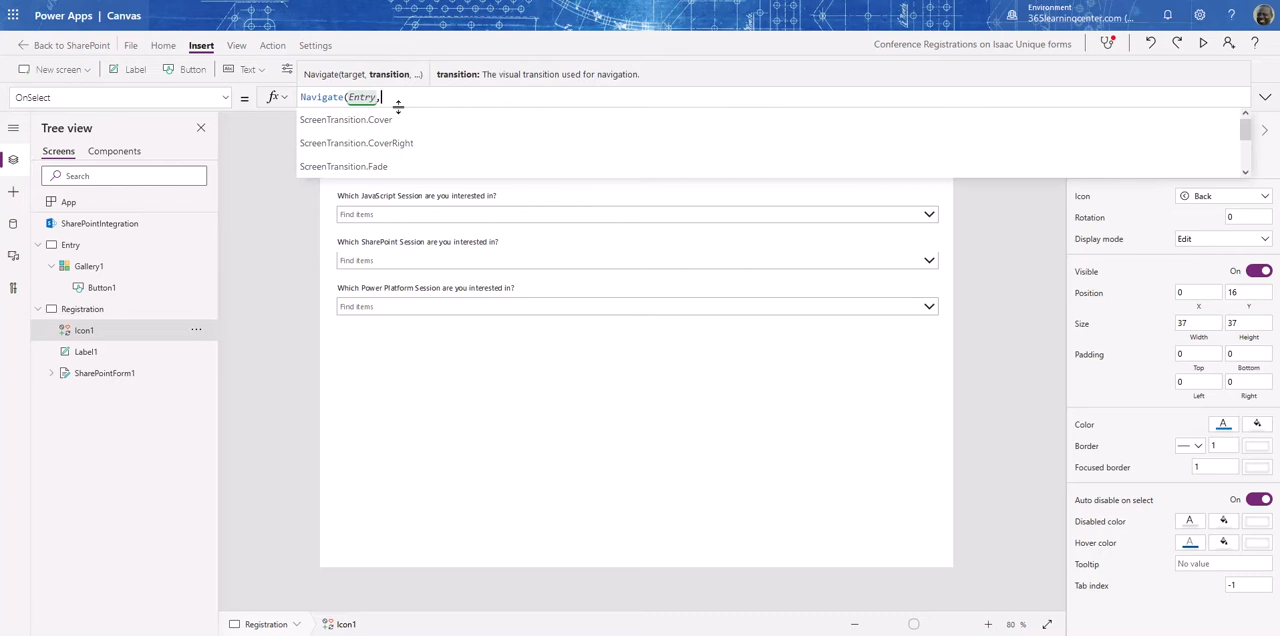 Power Apps | Canvas
Environment
365learningcenter.com (...
Back to SharePoint
File
Home
Insert
View
Action
Settings
Conference Registrations on Isaac Unique forms
New screen
Label
Button
Text
Navigate(target, transition, ...)
transition: The visual transition used for navigation.
OnSelect
=
fx
Navigate(Entry,
ScreenTransition.Cover
ScreenTransition.CoverRight
ScreenTransition.Fade
Tree view
Screens
Components
Search
App
SharePointIntegration
Entry
Gallery1
Button1
Registration
Icon1
...
Label1
SharePointForm1
Which JavaScript Session are you interested in?
Find items
Which SharePoint Session are you interested in?
Find items
Which Power Platform Session are you interested in?
Find items
Icon
Back
Rotation
0
Display mode
Edit
Visible
On
Position
0
16
X
Y
Size
37
37
Width
Height
Padding
0
0
Top
Bottom
0
0
Left
Right
Color
Border
1
Focused border
1
Auto disable on select
On
Disabled color
Hover color
Tooltip
No value
Tab index
-1
Registration
Icon1
80 %